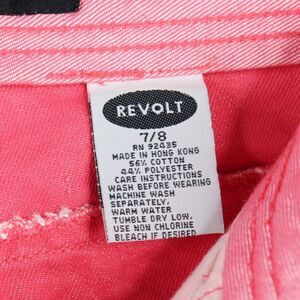 REVOLT
7/8
RN 92435
MADE IN HONG KONG
56% COTTON
44% POLYESTER
CARE INSTRUCTIONS
WASH BEFORE WEARING
MACHINE WASH
SEPARATELY,
WARM WATER
TUMBLE DRY LOW,
USE NON CHLORINE
BLEACH IF DESIRED